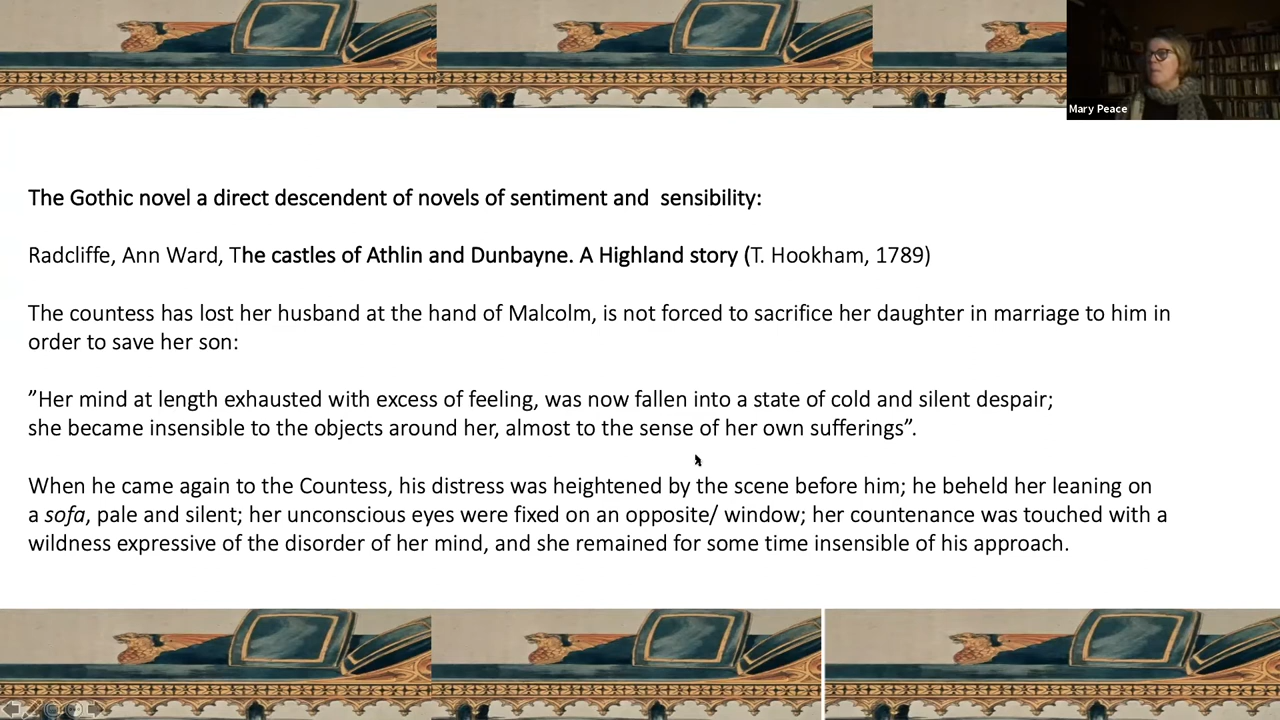 Mary Peace
The Gothic novel a direct descendent of novels of sentiment and  sensibility:
Radcliffe, Ann Ward, The castles of Athlin and Dunbayne. A Highland story (T. Hookham, 1789)
The countess has lost her husband at the hand of Malcolm, is not forced to sacrifice her daughter in marriage to him in
order to save her son:
”Her mind at length exhausted with excess of feeling, was now fallen into a state of cold and silent despair;
she became insensible to the objects around her, almost to the sense of her own sufferings”.
When he came again to the Countess, his distress was heightened by the scene before him; he beheld her leaning on
a sofa, pale and silent; her unconscious eyes were fixed on an opposite/ window; her countenance was touched with a
wildness expressive of the disorder of her mind, and she remained for some time insensible of his approach.